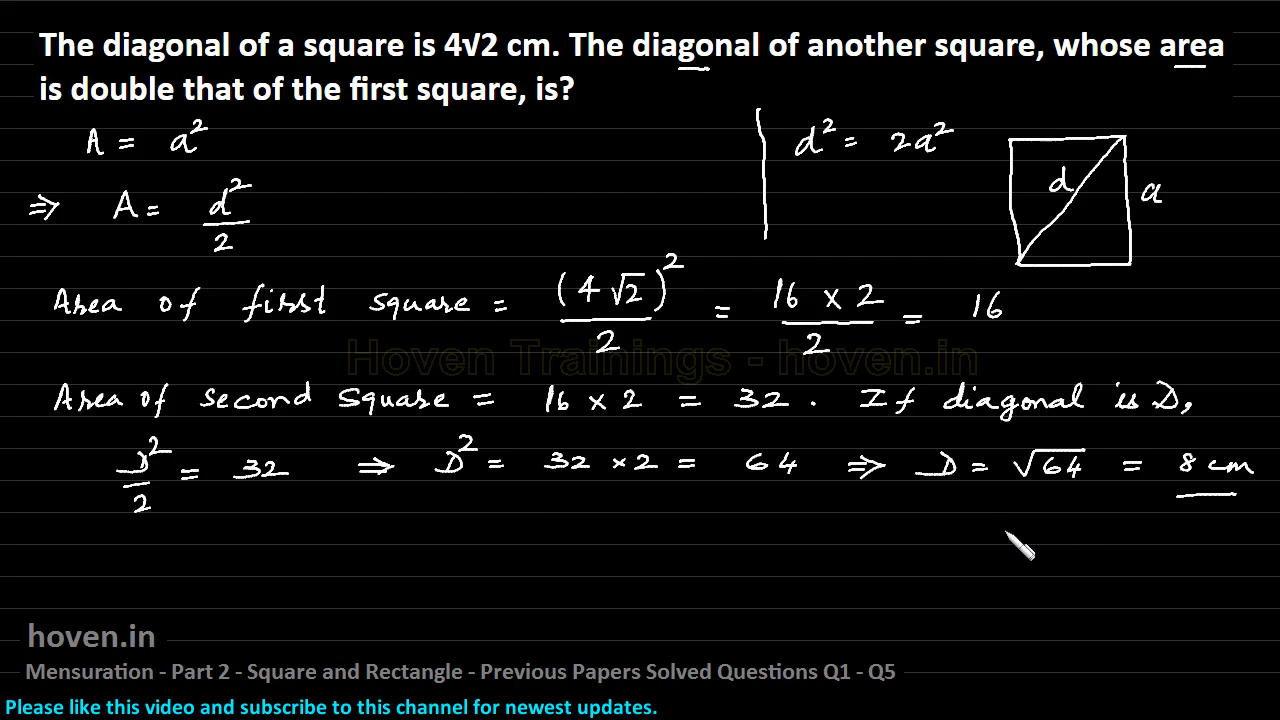 The diagonal of a square is 4√2 cm. The diagonal of another square, whose area
is double that of the first square, is?
A = a²
d² = 2a²
d
a
⇒ A = d²/2
Area of first square = (4√2)²/2 = 16 × 2/2 = 16
Hoven Trainings - hoven.in
Area of second square = 16 × 2 = 32. If diagonal is D,
D²/2 = 32 ⇒ D² = 32 × 2 = 64 ⇒ D = √64 = 8 cm
hoven.in
Mensuration - Part 2 - Square and Rectangle - Previous Papers Solved Questions Q1 - Q5
Please like this video and subscribe to this channel for newest updates.